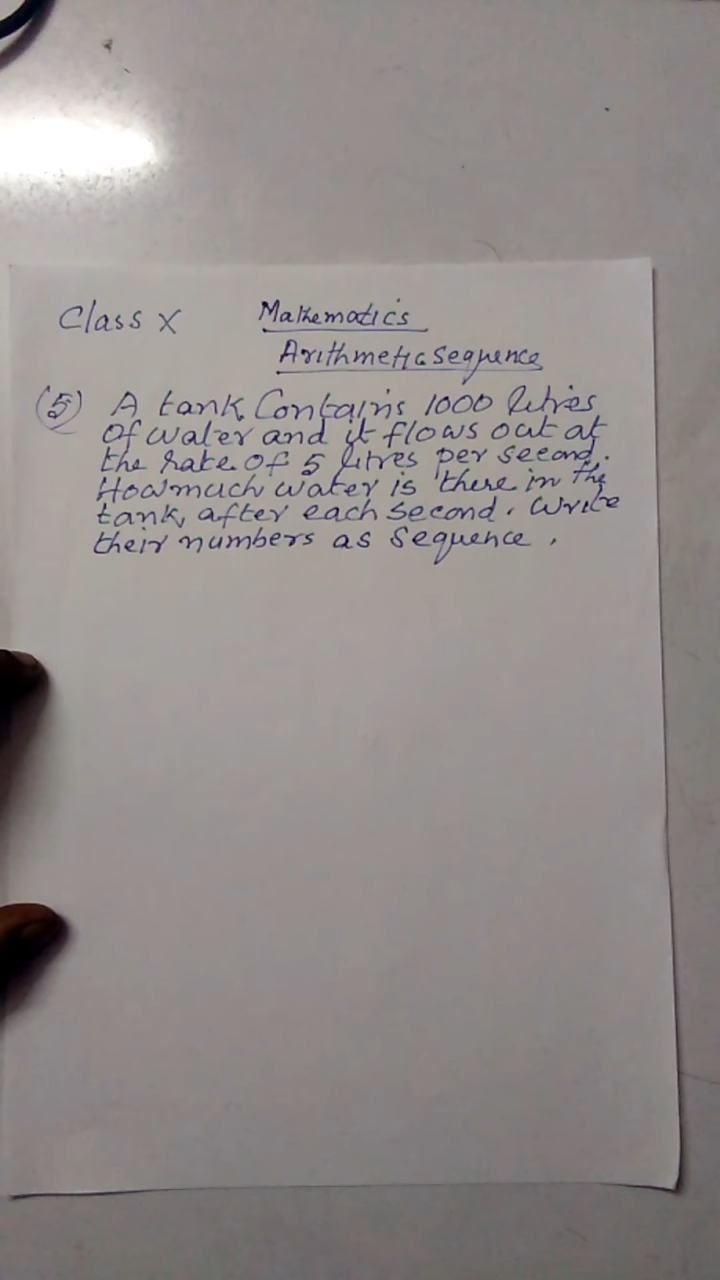 Class X Mathematics
Arithmetic Sequence
(5) A tank Contains 1000 litres
of water and it flows out at
the rate of 5 litres per second.
How much water is there in the
tank, after each second. Write
their numbers as Sequence.